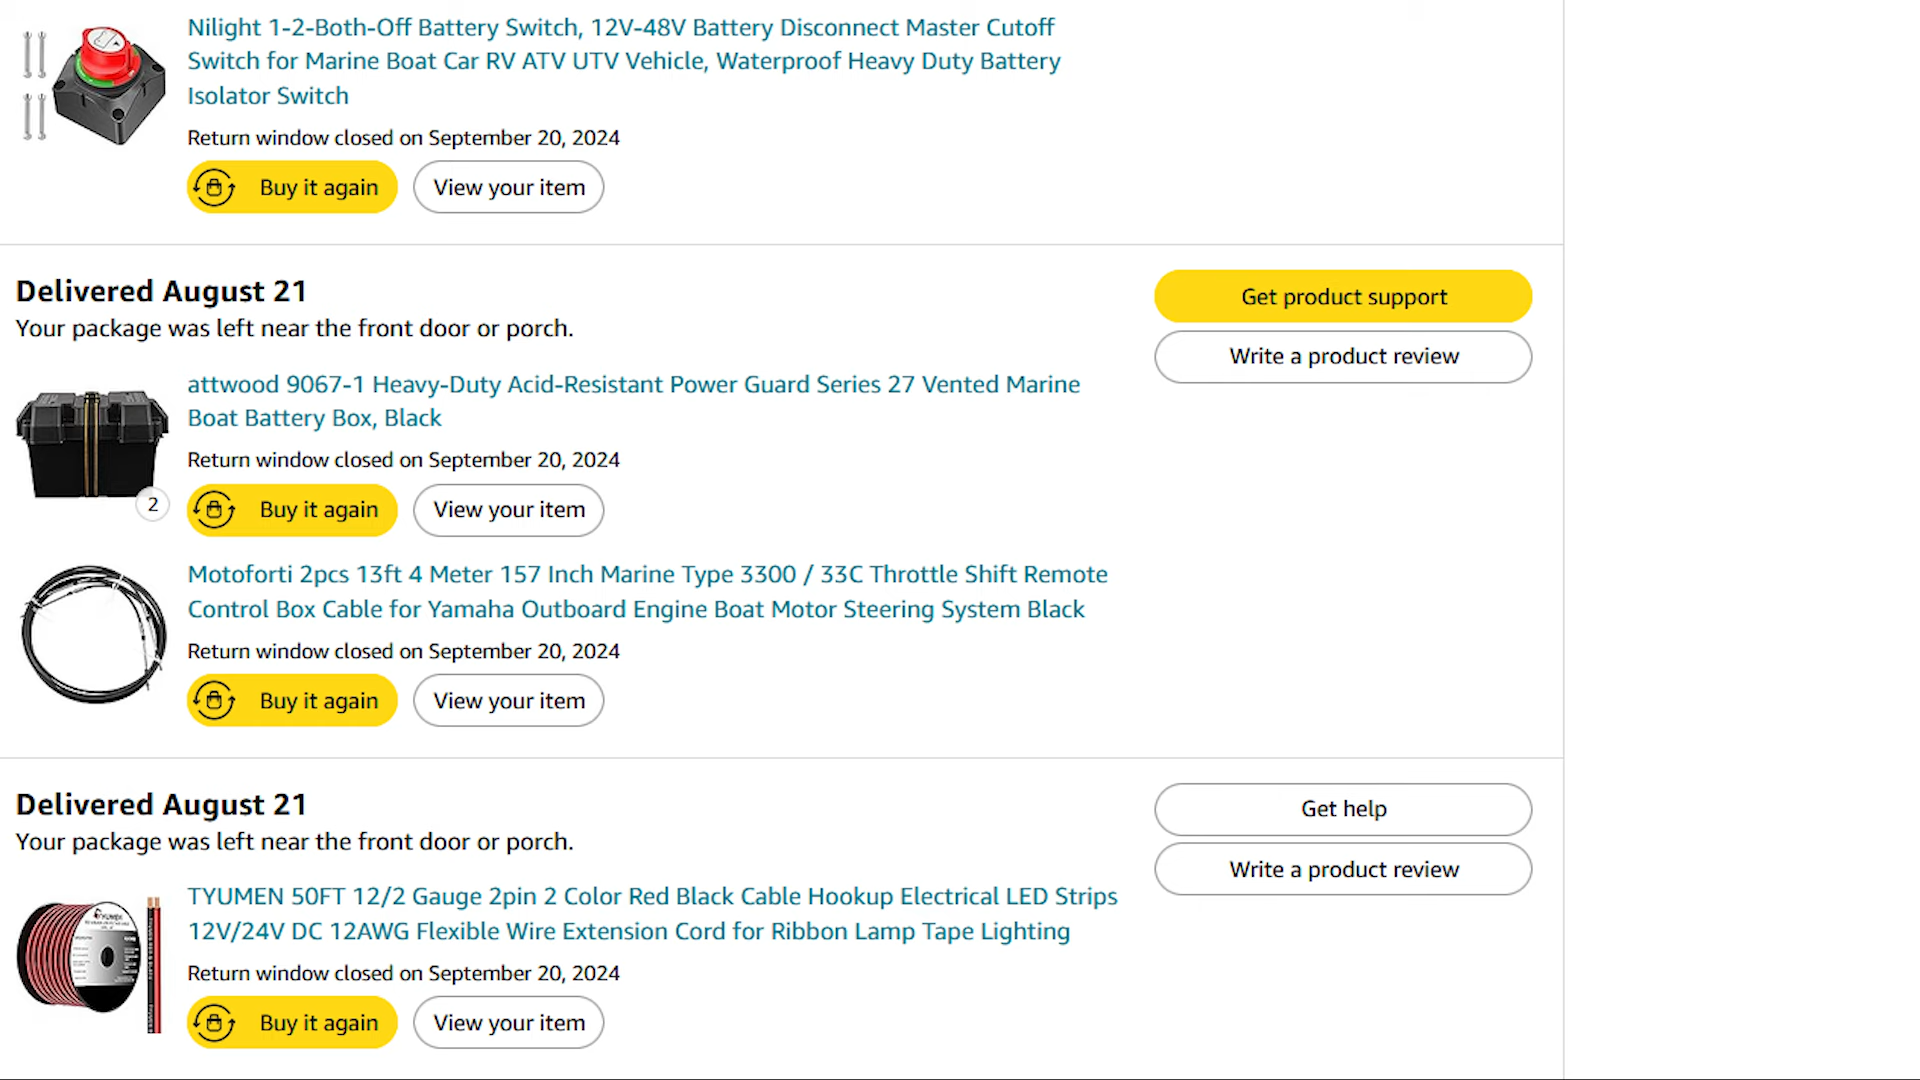 Nilight 1-2-Both-Off Battery Switch, 12V-48V Battery Disconnect Master Cutoff
Switch for Marine Boat Car RV ATV UTV Vehicle, Waterproof Heavy Duty Battery
Isolator Switch
Return window closed on September 20, 2024
Buy it again
View your item
Delivered August 21
Your package was left near the front door or porch.
Get product support
Write a product review
attwood 9067-1 Heavy-Duty Acid-Resistant Power Guard Series 27 Vented Marine
Boat Battery Box, Black
Return window closed on September 20, 2024
2
Buy it again
View your item
Motoforti 2pcs 13ft 4 Meter 157 Inch Marine Type 3300 / 33C Throttle Shift Remote
Control Box Cable for Yamaha Outboard Engine Boat Motor Steering System Black
Return window closed on September 20, 2024
Buy it again
View your item
Delivered August 21
Your package was left near the front door or porch.
Get help
Write a product review
TYUMEN 50FT 12/2 Gauge 2pin 2 Color Red Black Cable Hookup Electrical LED Strips
12V/24V DC 12AWG Flexible Wire Extension Cord for Ribbon Lamp Tape Lighting
Return window closed on September 20, 2024
Buy it again
View your item